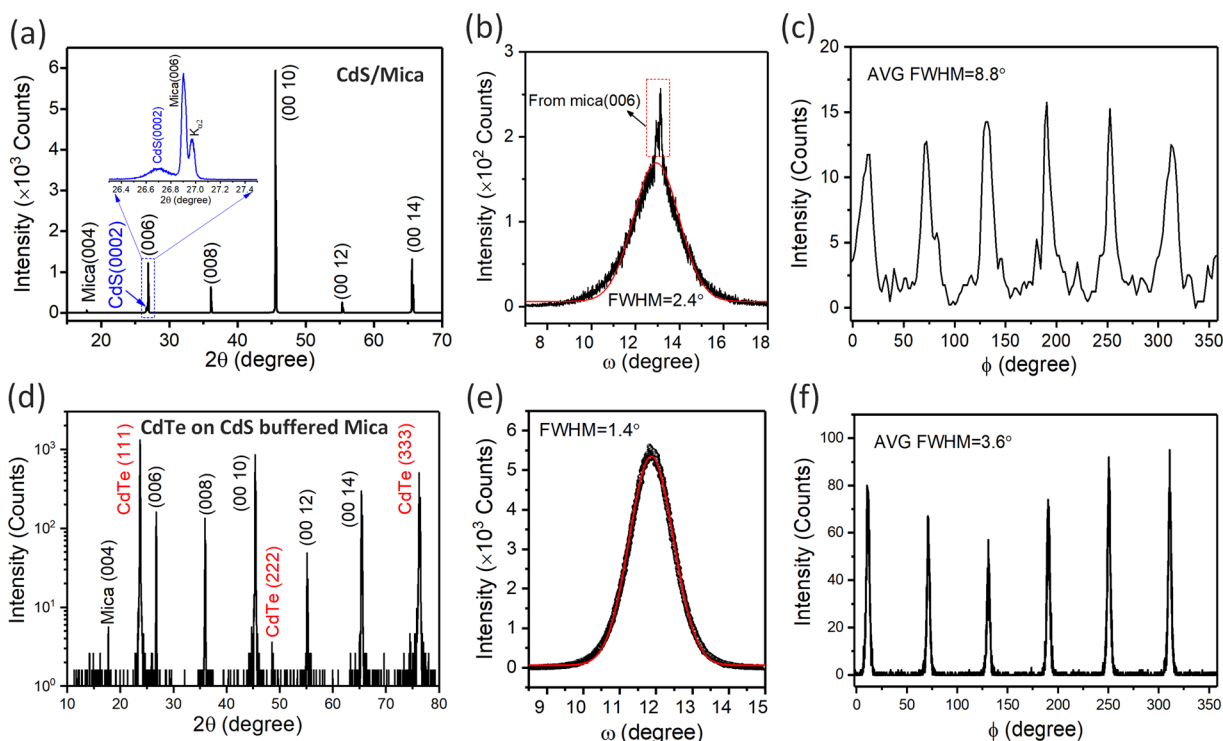 (a)
CdS/Mica
Intensity (×10³ Counts)
6
5
4
3
2
1
0
20 30 40 50 60 70
2θ (degree)
Mica(004)
CdS(0002)
(006)
(008)
(00 10)
(00 12)
(00 14)
CdS(0002)
Mica(006)
Kα2
26.4 26.6 26.8 27.0 27.2 27.4
2θ (degree)
(b)
Intensity (×10² Counts)
3
2
1
0
8 9 10 11 12 13 14 15 16 17 18
ω (degree)
From mica(006)
FWHM=2.4°
(c)
Intensity (Counts)
20
15
10
5
0
0 50 100 150 200 250 300 350
ϕ (degree)
AVG FWHM=8.8°
(d)
CdTe on CdS buffered Mica
Intensity (Counts)
10³
10²
10¹
10⁰
10 20 30 40 50 60 70 80
2θ (degree)
Mica (004)
CdTe (111)
(006)
(008)
(00 10)
CdTe (222)
(00 12)
(00 14)
CdTe (333)
(e)
Intensity (×10³ Counts)
6
5
4
3
2
1
0
9 10 11 12 13 14 15
ω (degree)
FWHM=1.4°
(f)
Intensity (Counts)
100
80
60
40
20
0
0 50 100 150 200 250 300 350
ϕ (degree)
AVG FWHM=3.6°